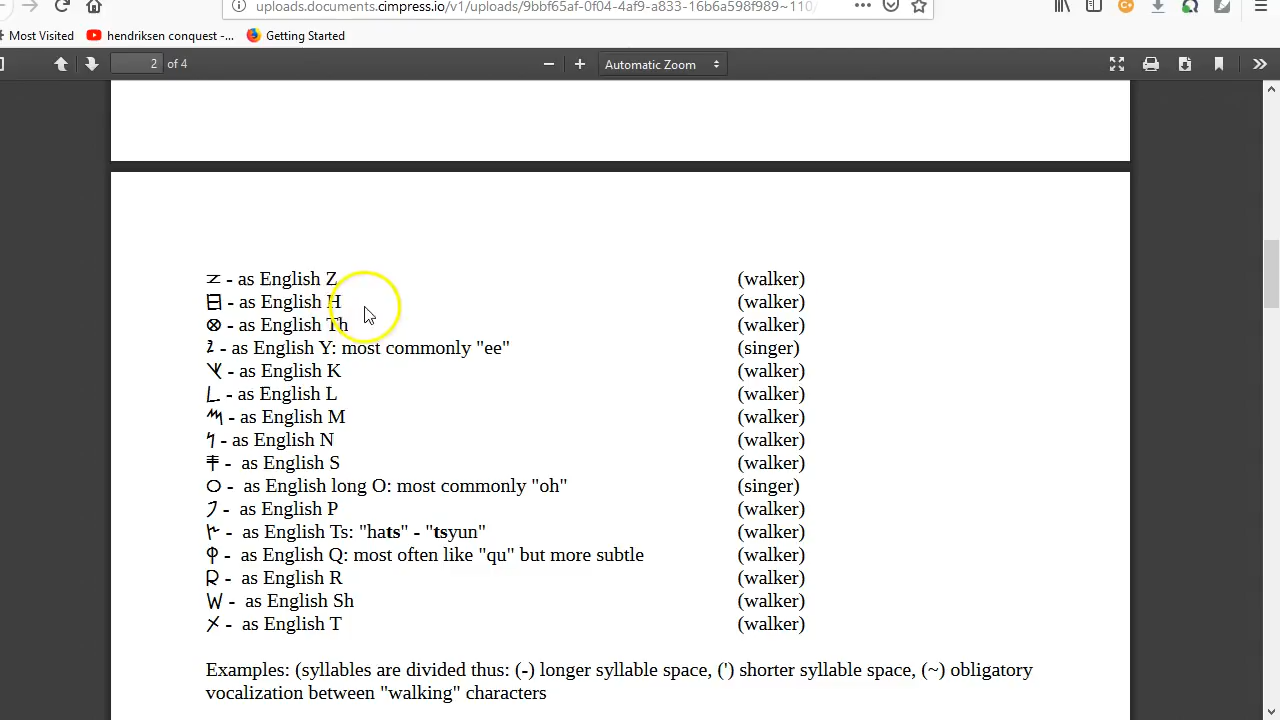 uploads.documents.cimpress.io/v1/uploads/9bbf65af-0f04-4af9-a833-16b6a598f989~110/
Most Visited hendriksen conquest -... Getting Started
2 of 4 Automatic Zoom
𐤆 - as English Z (walker)
𐤇 - as English H (walker)
𐤈 - as English Th (walker)
𐤉 - as English Y: most commonly "ee" (singer)
𐤊 - as English K (walker)
𐤋 - as English L (walker)
𐤌 - as English M (walker)
𐤍 - as English N (walker)
𐤎 - as English S (walker)
𐤏 - as English long O: most commonly "oh" (singer)
𐤐 - as English P (walker)
𐤑 - as English Ts: "hats" - "tsyun" (walker)
𐤒 - as English Q: most often like "qu" but more subtle (walker)
𐤓 - as English R (walker)
𐤔 - as English Sh (walker)
𐤕 - as English T (walker)
Examples: (syllables are divided thus: (-) longer syllable space, (') shorter syllable space, (~) obligatory
vocalization between "walking" characters